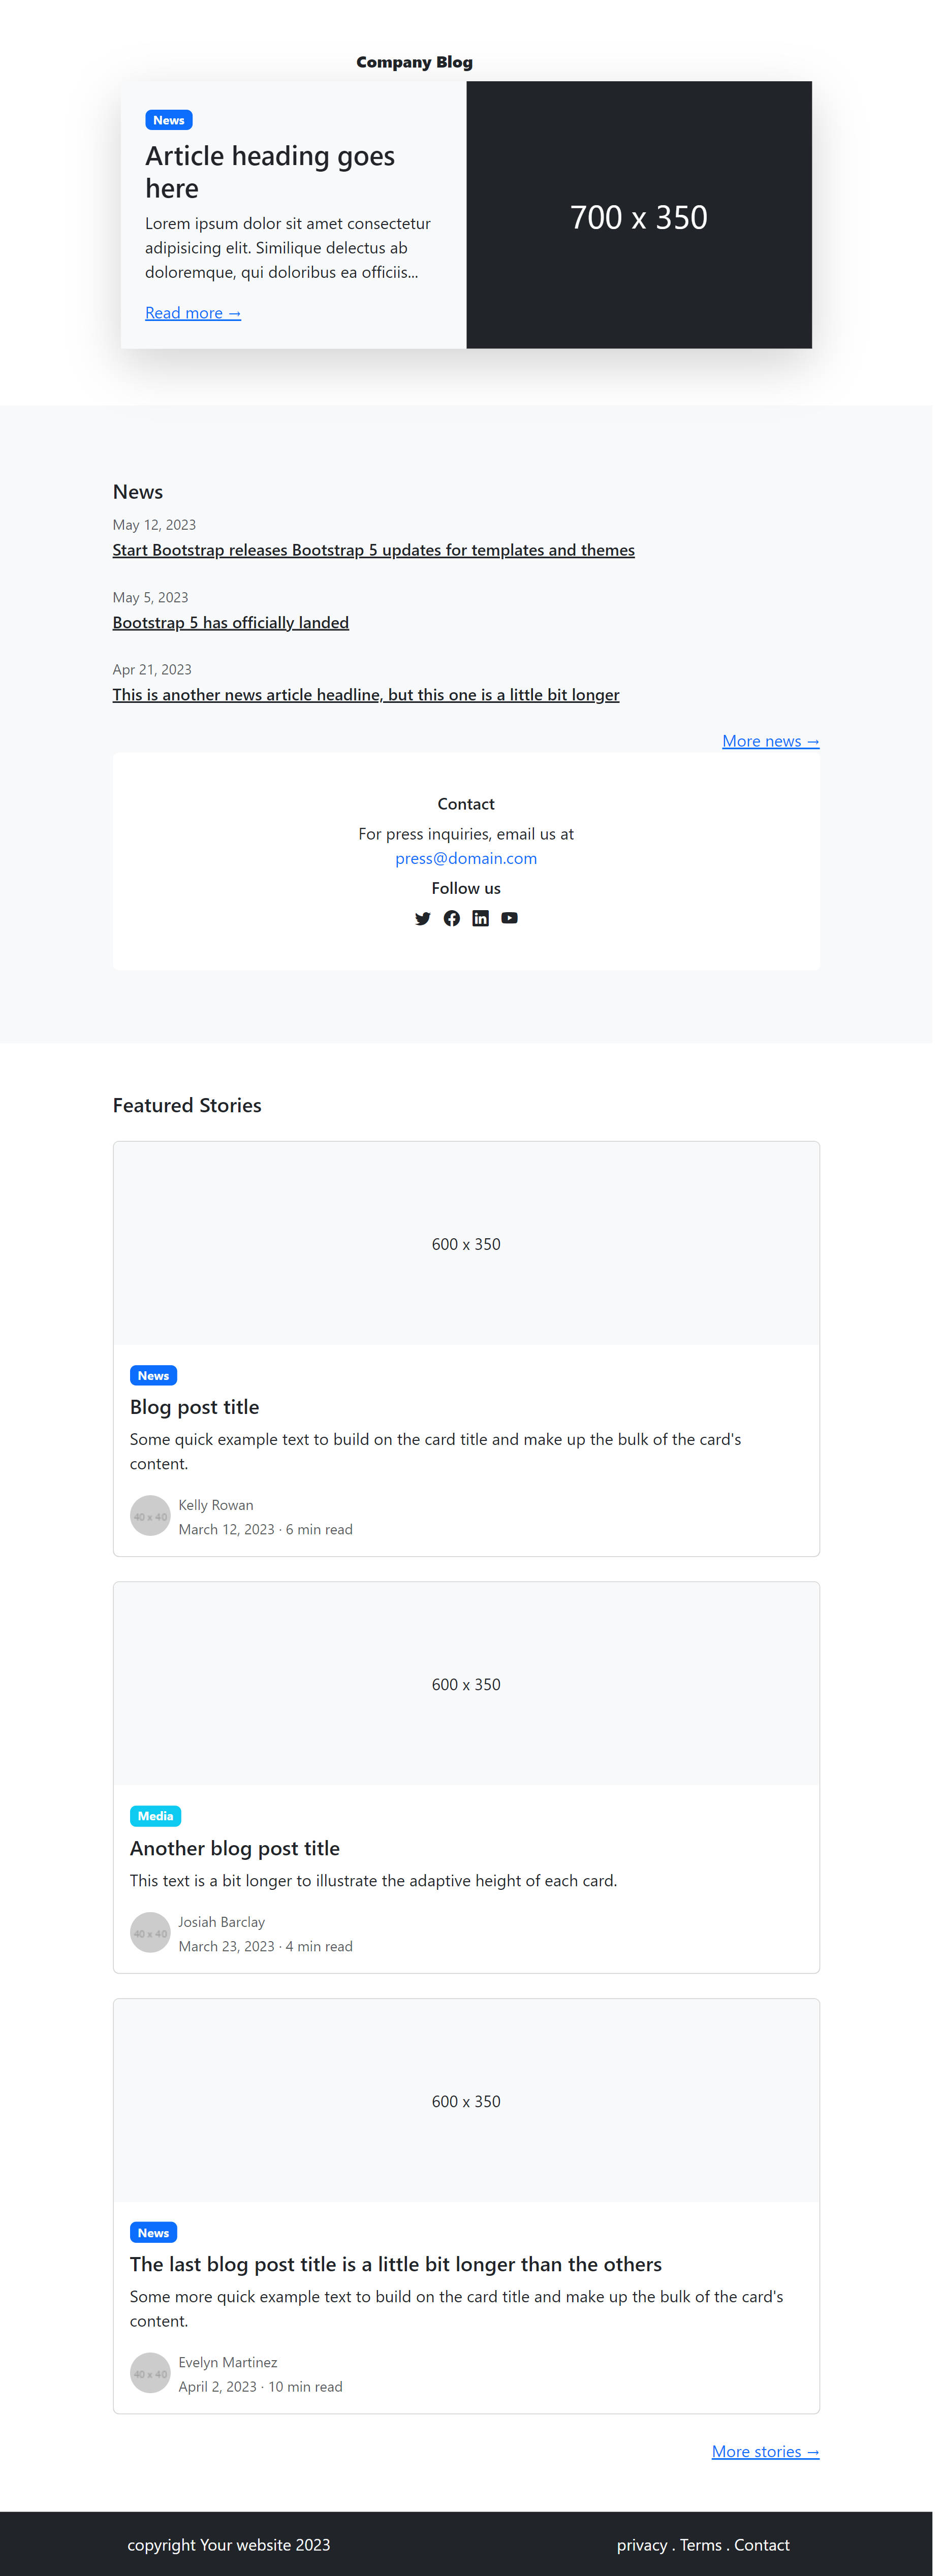 Company Blog
News
Article heading goes
here
Lorem ipsum dolor sit amet consectetur
adipisicing elit. Similique delectus ab
doloremque, qui doloribus ea officiis...
Read more →
700 x 350
News
May 12, 2023
Start Bootstrap releases Bootstrap 5 updates for templates and themes
May 5, 2023
Bootstrap 5 has officially landed
Apr 21, 2023
This is another news article headline, but this one is a little bit longer
More news →
Contact
For press inquiries, email us at
press@domain.com
Follow us
Featured Stories
600 x 350
News
Blog post title
Some quick example text to build on the card title and make up the bulk of the card's
content.
40 x 40
Kelly Rowan
March 12, 2023 · 6 min read
600 x 350
Media
Another blog post title
This text is a bit longer to illustrate the adaptive height of each card.
40 x 40
Josiah Barclay
March 23, 2023 · 4 min read
600 x 350
News
The last blog post title is a little bit longer than the others
Some more quick example text to build on the card title and make up the bulk of the card's
content.
40 x 40
Evelyn Martinez
April 2, 2023 · 10 min read
More stories →
copyright Your website 2023
privacy . Terms . Contact